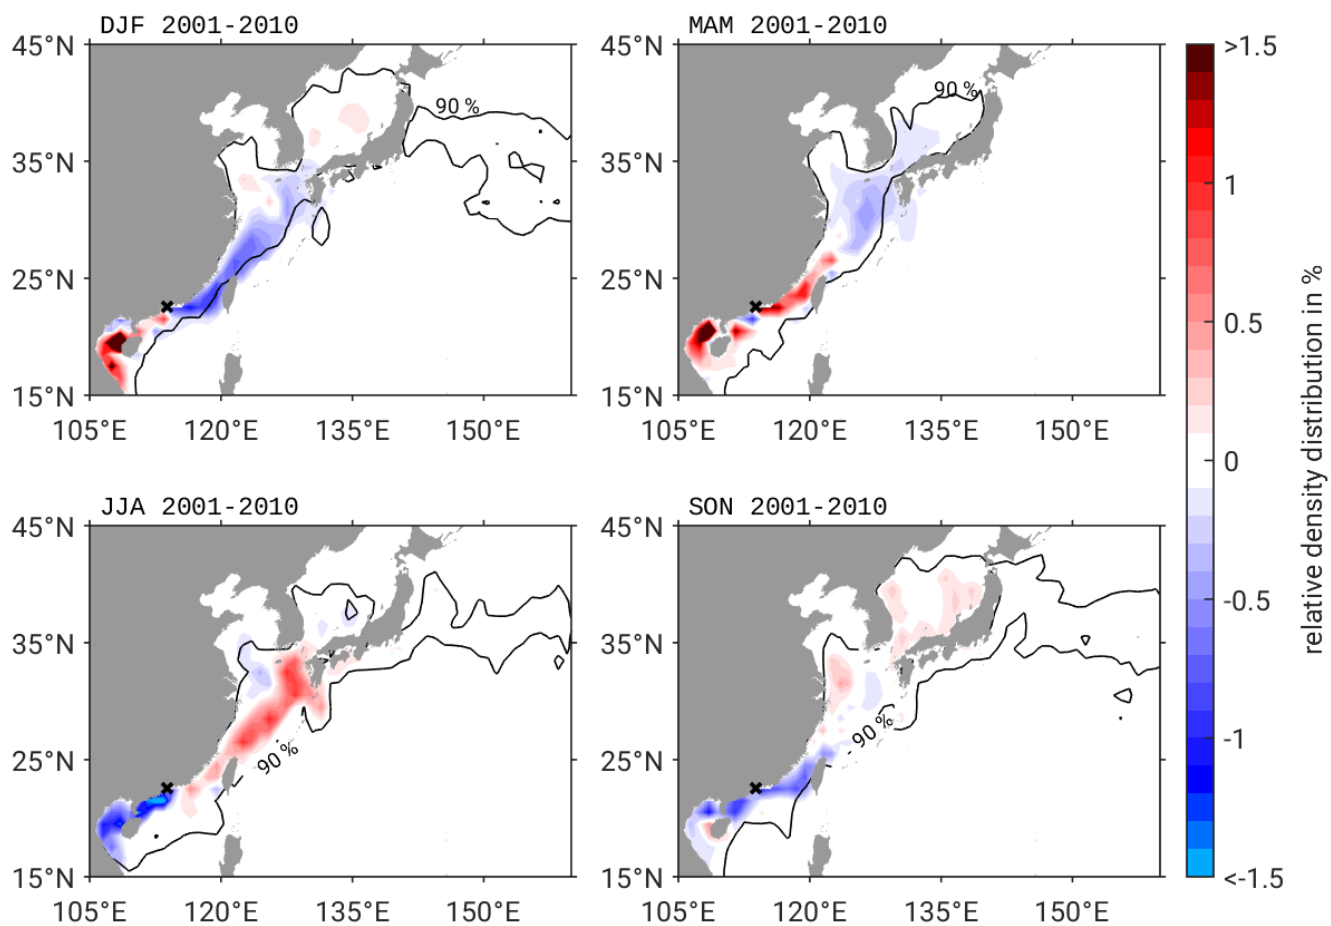 DJF 2001-2010
45°N
35°N
25°N
15°N
105°E 120°E 135°E 150°E
90 %
MAM 2001-2010
45°N
35°N
25°N
15°N
105°E 120°E 135°E 150°E
90 %
JJA 2001-2010
45°N
35°N
25°N
15°N
105°E 120°E 135°E 150°E
90 %
SON 2001-2010
45°N
35°N
25°N
15°N
105°E 120°E 135°E 150°E
90 %
>1.5
1
0.5
0
-0.5
-1
<-1.5
relative density distribution in %